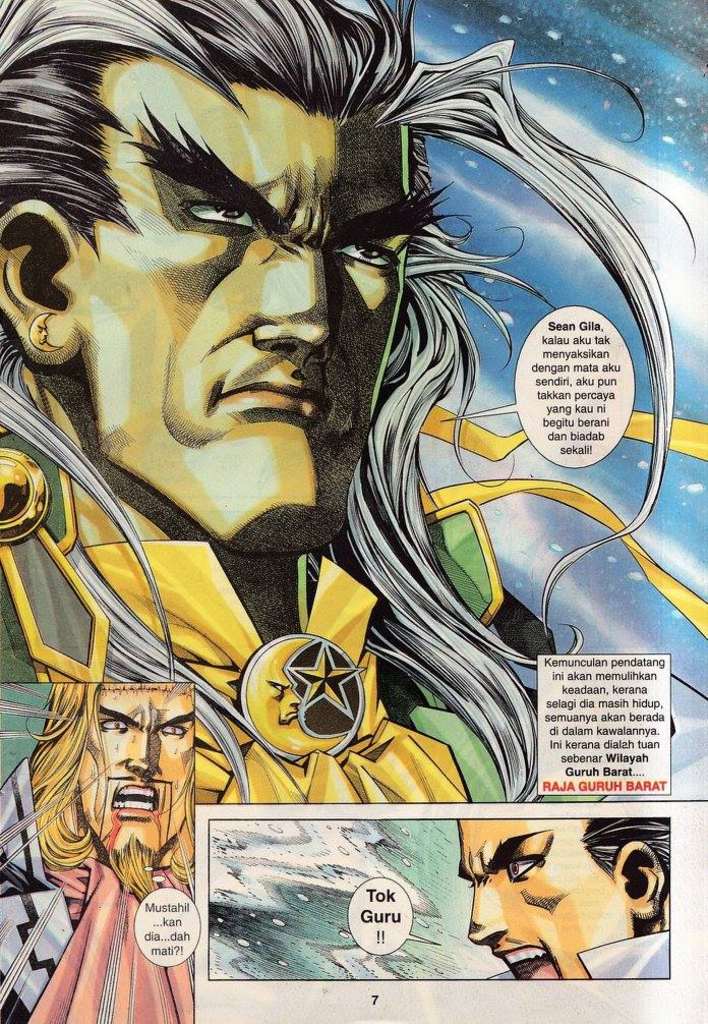 Sean Gila,
kalau aku tak
menyaksikan
dengan mata aku
sendiri, aku pun
takkan percaya
yang kau ni
begitu berani
dan biadab
sekali!
Kemunculan pendatang
ini akan memulihkan
keadaan, kerana
selagi dia masih hidup,
semuanya akan berada
di dalam kawalannya.
Ini kerana dialah tuan
sebenar Wilayah
Guruh Barat....
RAJA GURUH BARAT
Mustahil
...kan
dia...dah
mati?!
Tok
Guru
!!
7